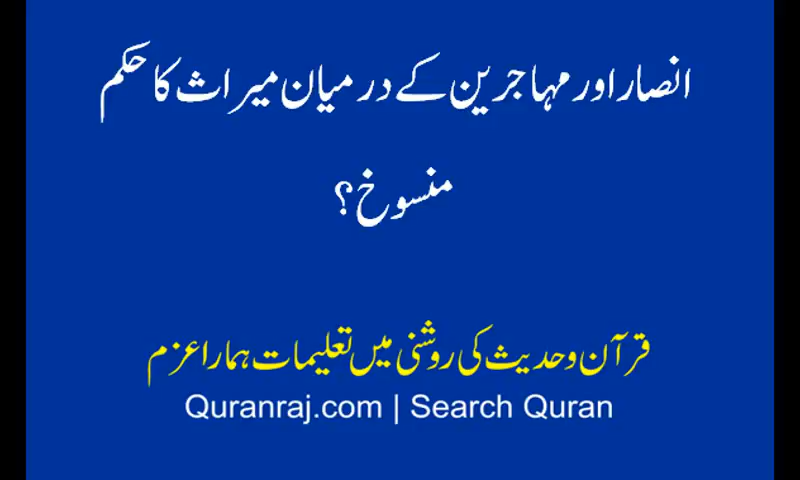 انصار اور مہاجرین کے درمیان میراث کا حکم
منسوخ؟
قرآن و حدیث کی روشنی میں تعلیمات ہمارا عزم
Quranraj.com | Search Quran